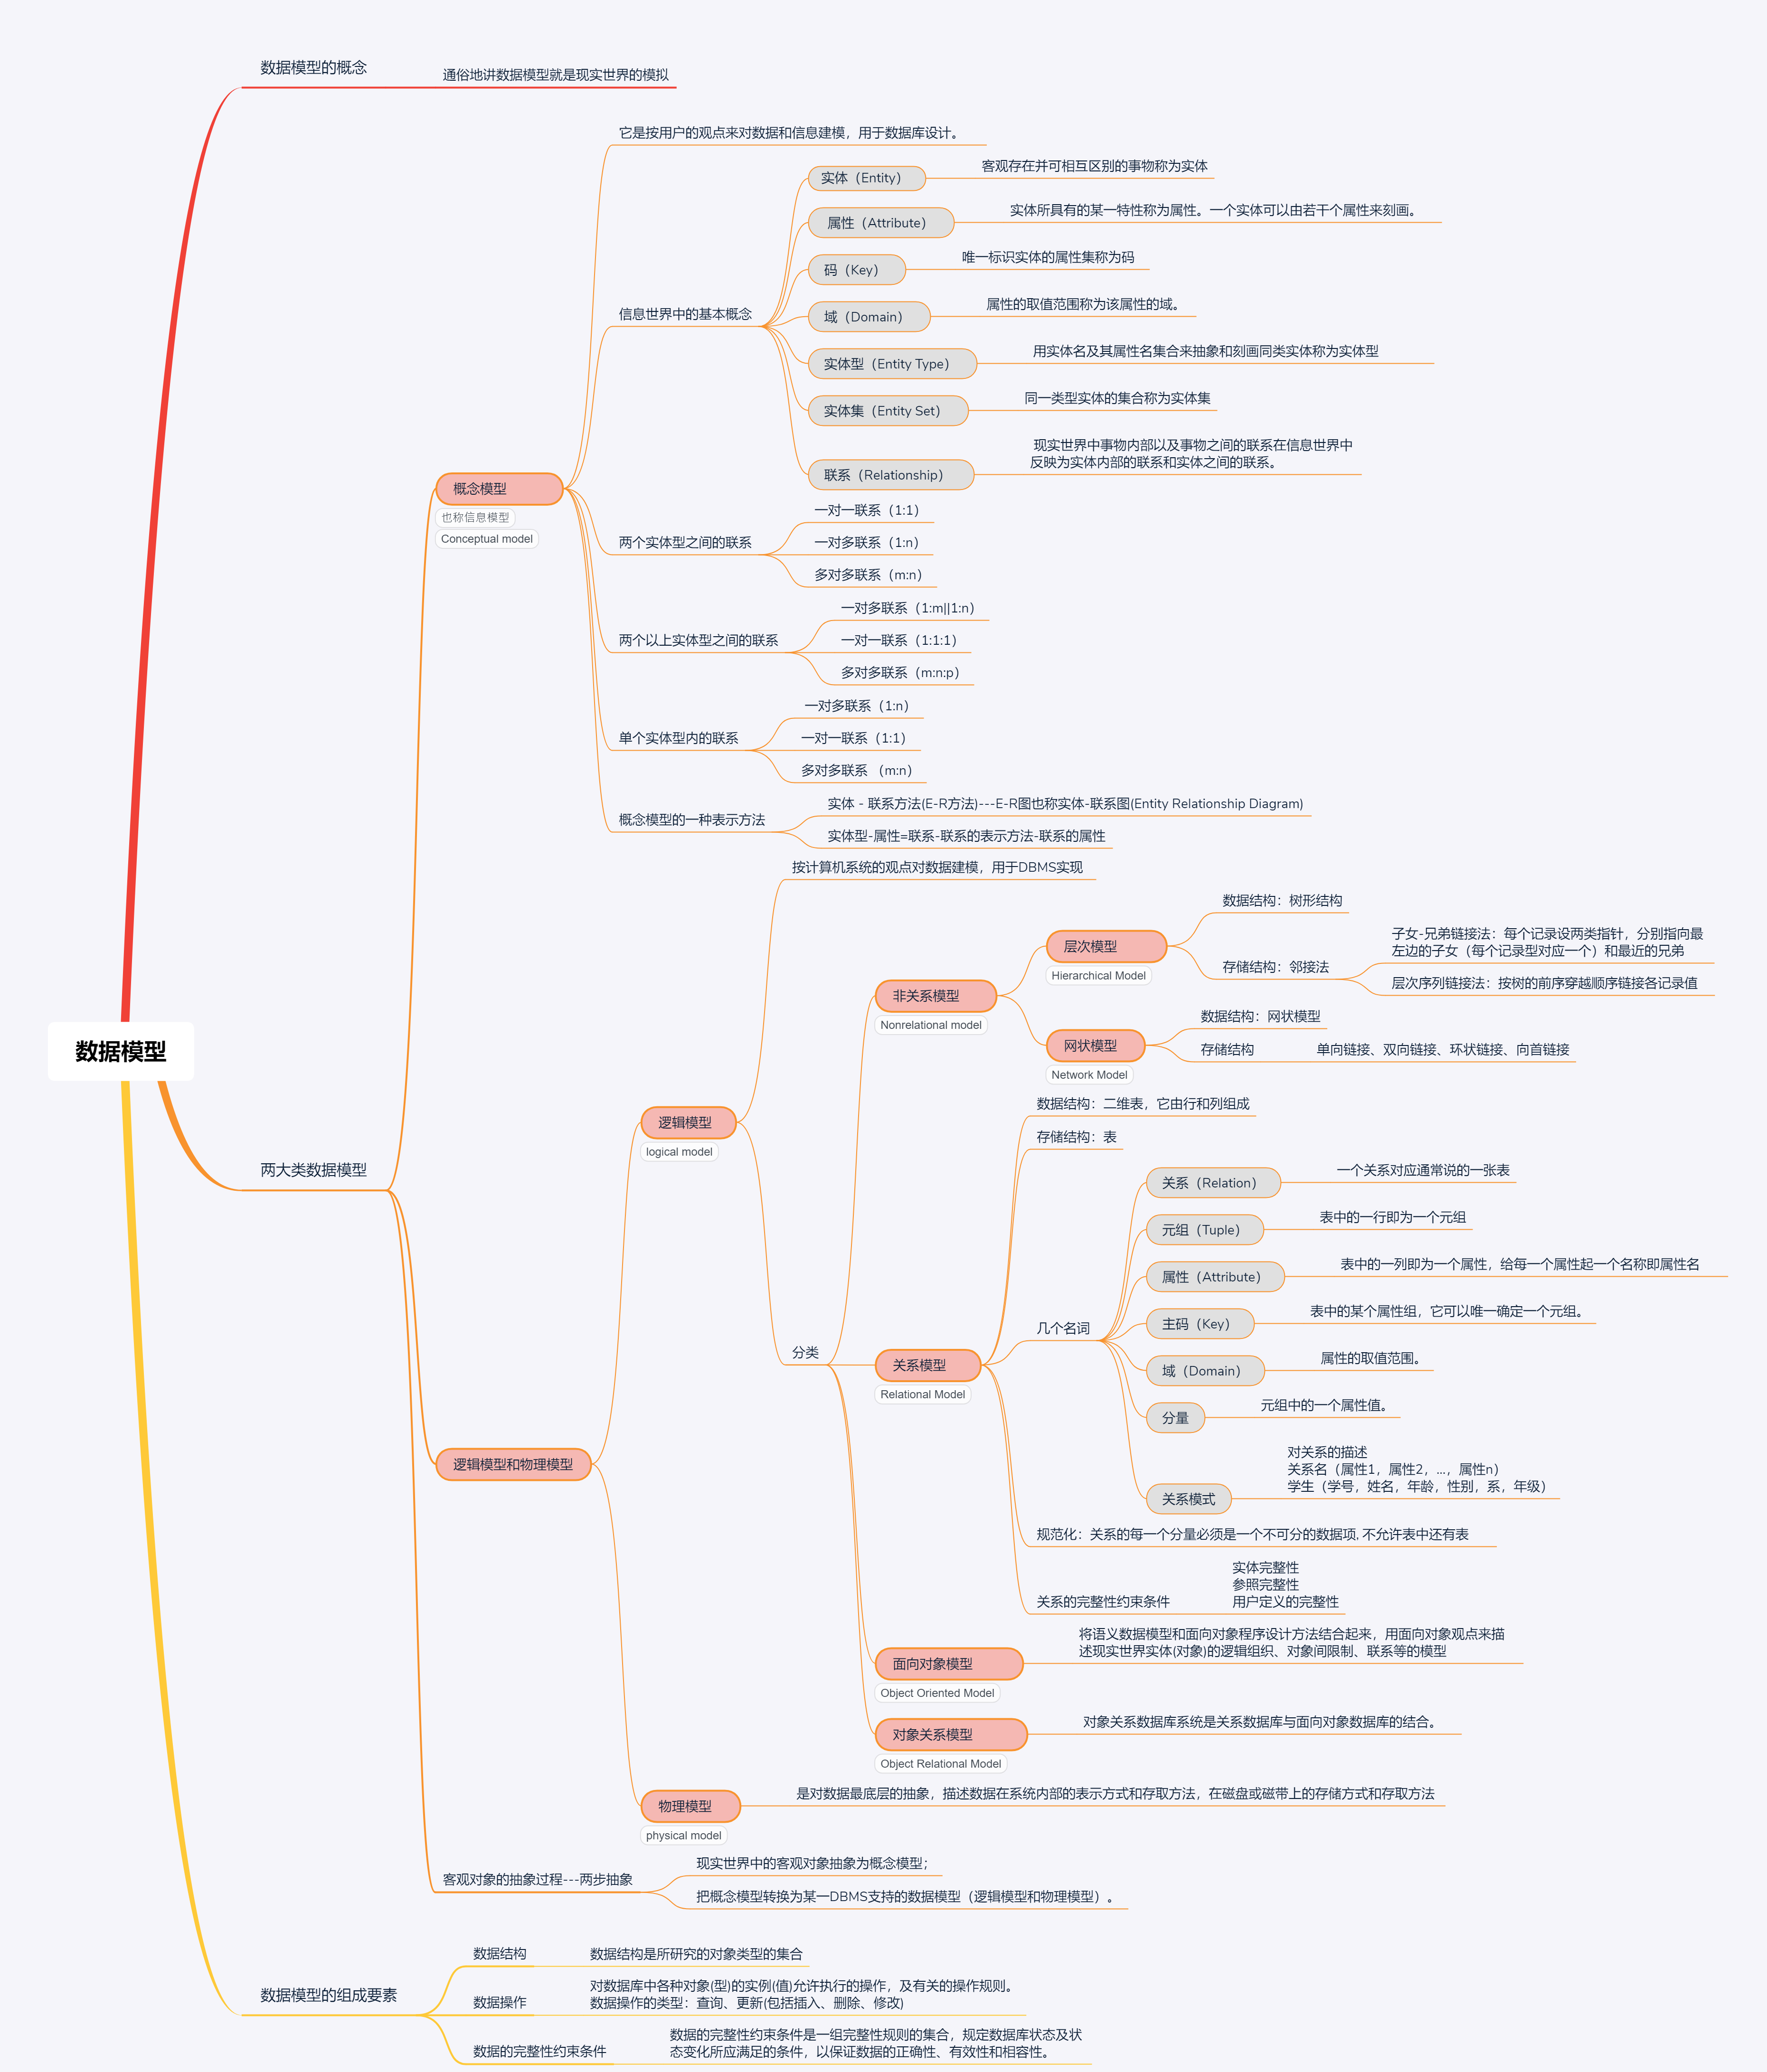 数据模型
数据模型的概念
通俗地讲数据模型就是现实世界的模拟
两大类数据模型
概念模型
也称信息模型
Conceptual model
它是按用户的观点来对数据和信息建模，用于数据库设计。
信息世界中的基本概念
实体（Entity）
客观存在并可相互区别的事物称为实体
属性（Attribute）
实体所具有的某一特性称为属性。一个实体可以由若干个属性来刻画。
码（Key）
唯一标识实体的属性集称为码
域（Domain）
属性的取值范围称为该属性的域。
实体型（Entity Type）
用实体名及其属性名集合来抽象和刻画同类实体称为实体型
实体集（Entity Set）
同一类型实体的集合称为实体集
联系（Relationship）
现实世界中事物内部以及事物之间的联系在信息世界中
反映为实体内部的联系和实体之间的联系。
两个实体型之间的联系
一对一联系（1:1）
一对多联系（1:n）
多对多联系（m:n）
两个以上实体型之间的联系
一对多联系（1:m||1:n）
一对一联系（1:1:1）
多对多联系（m:n:p）
单个实体型内的联系
一对多联系（1:n）
一对一联系（1:1）
多对多联系 （m:n）
概念模型的一种表示方法
实体 - 联系方法(E-R方法)---E-R图也称实体-联系图(Entity Relationship Diagram)
实体型-属性=联系-联系的表示方法-联系的属性
逻辑模型和物理模型
逻辑模型
logical model
按计算机系统的观点对数据建模，用于DBMS实现
分类
非关系模型
Nonrelational model
层次模型
Hierarchical Model
数据结构：树形结构
存储结构：邻接法
子女-兄弟链接法：每个记录设两类指针，分别指向最
左边的子女（每个记录型对应一个）和最近的兄弟
层次序列链接法：按树的前序穿越顺序链接各记录值
网状模型
Network Model
数据结构：网状模型
存储结构
单向链接、双向链接、环状链接、向首链接
关系模型
Relational Model
数据结构：二维表，它由行和列组成
存储结构：表
几个名词
关系（Relation）
一个关系对应通常说的一张表
元组（Tuple）
表中的一行即为一个元组
属性（Attribute）
表中的一列即为一个属性，给每一个属性起一个名称即属性名
主码（Key）
表中的某个属性组，它可以唯一确定一个元组。
域（Domain）
属性的取值范围。
分量
元组中的一个属性值。
关系模式
对关系的描述
关系名（属性1，属性2，…，属性n）
学生（学号，姓名，年龄，性别，系，年级）
规范化：关系的每一个分量必须是一个不可分的数据项, 不允许表中还有表
关系的完整性约束条件
实体完整性
参照完整性
用户定义的完整性
面向对象模型
Object Oriented Model
将语义数据模型和面向对象程序设计方法结合起来，用面向对象观点来描
述现实世界实体(对象)的逻辑组织、对象间限制、联系等的模型
对象关系模型
Object Relational Model
对象关系数据库系统是关系数据库与面向对象数据库的结合。
物理模型
physical model
是对数据最底层的抽象，描述数据在系统内部的表示方式和存取方法，在磁盘或磁带上的存储方式和存取方法
客观对象的抽象过程---两步抽象
现实世界中的客观对象抽象为概念模型；
把概念模型转换为某一DBMS支持的数据模型（逻辑模型和物理模型）。
数据模型的组成要素
数据结构
数据结构是所研究的对象类型的集合
数据操作
对数据库中各种对象(型)的实例(值)允许执行的操作，及有关的操作规则。
数据操作的类型：查询、更新(包括插入、删除、修改)
数据的完整性约束条件
数据的完整性约束条件是一组完整性规则的集合，规定数据库状态及状
态变化所应满足的条件，以保证数据的正确性、有效性和相容性。